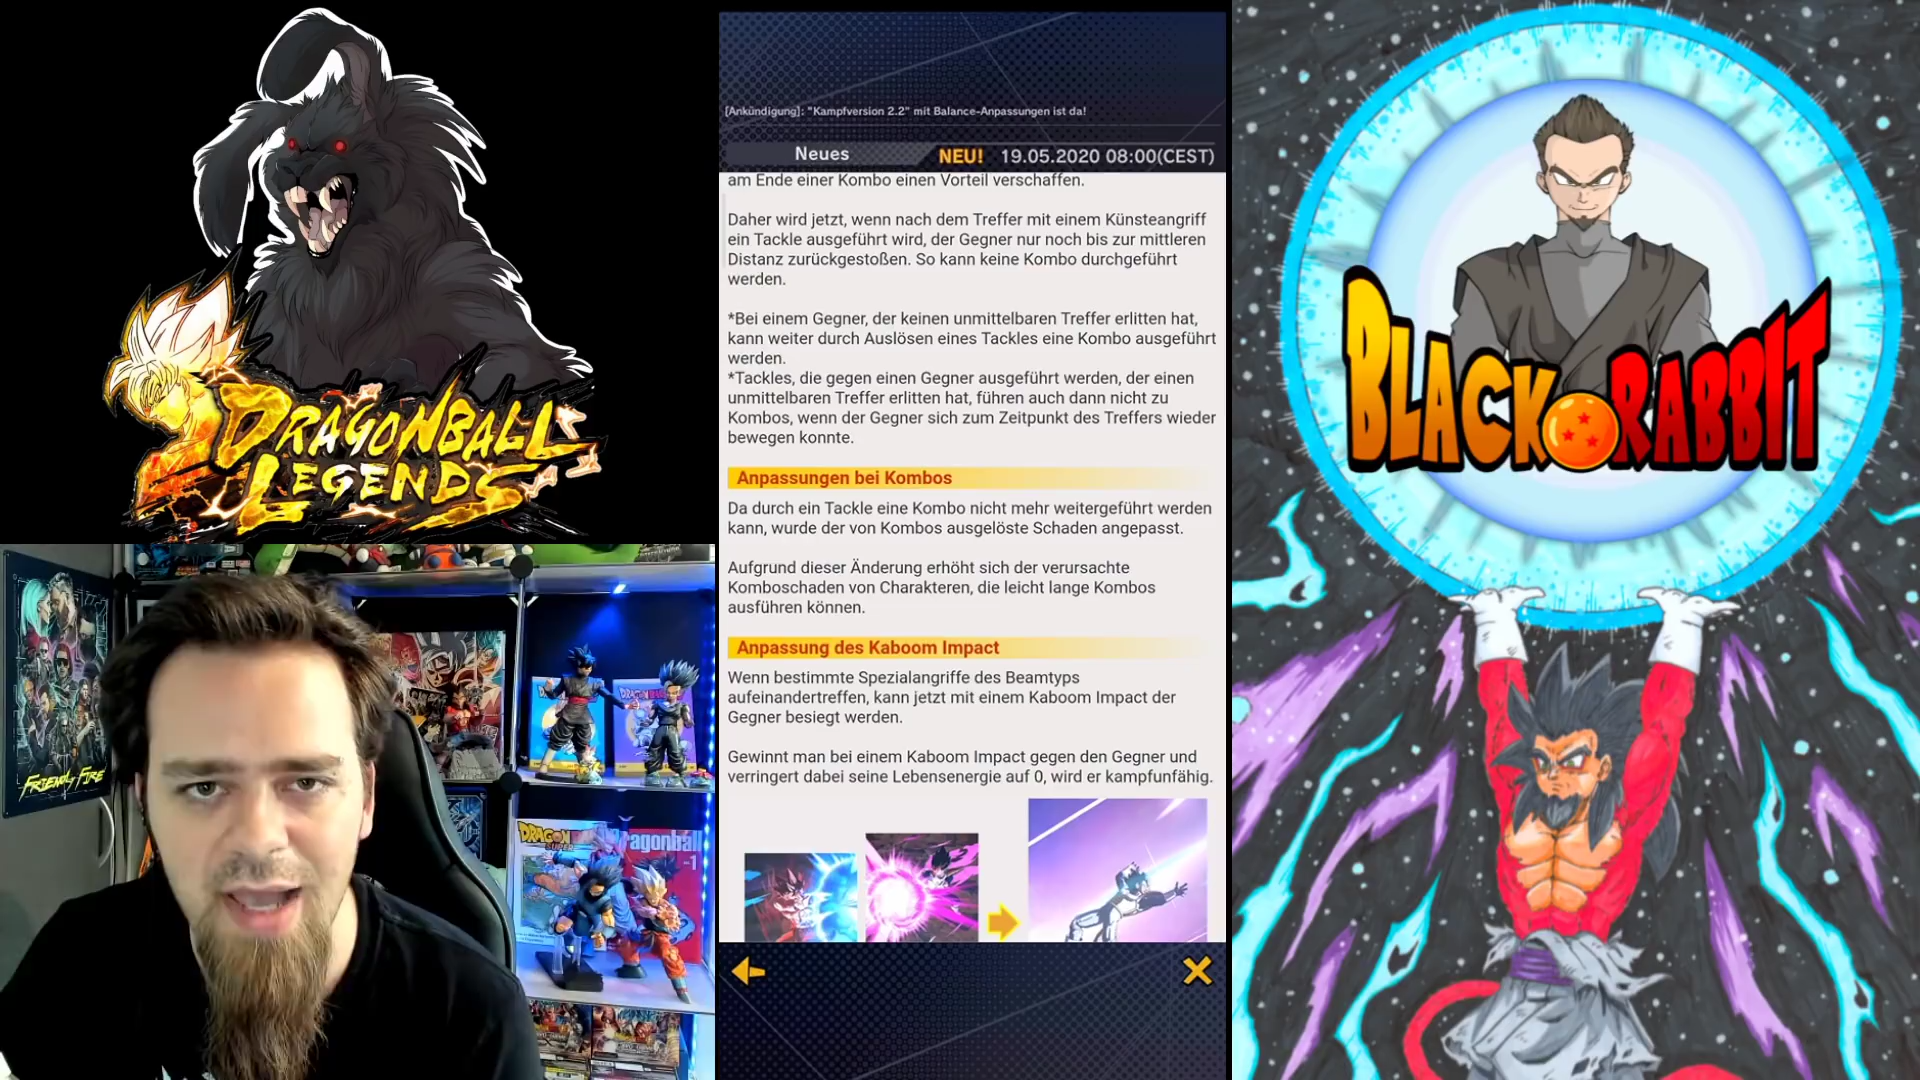 DRAGONBALL
LEGENDS
FRIENDLY FIRE
DRAGON
SUPER
Dragonball
1
[Ankündigung]: "Kampfversion 2.2" mit Balance-Anpassungen ist da!
Neues NEU! 19.05.2020 08:00(CEST)
am Ende einer Kombo einen Vorteil verschaffen.
Daher wird jetzt, wenn nach dem Treffer mit einem Künsteangriff
ein Tackle ausgeführt wird, der Gegner nur noch bis zur mittleren
Distanz zurückgestoßen. So kann keine Kombo durchgeführt
werden.
*Bei einem Gegner, der keinen unmittelbaren Treffer erlitten hat,
kann weiter durch Auslösen eines Tackles eine Kombo ausgeführt
werden.
*Tackles, die gegen einen Gegner ausgeführt werden, der einen
unmittelbaren Treffer erlitten hat, führen auch dann nicht zu
Kombos, wenn der Gegner sich zum Zeitpunkt des Treffers wieder
bewegen konnte.
Anpassungen bei Kombos
Da durch ein Tackle eine Kombo nicht mehr weitergeführt werden
kann, wurde der von Kombos ausgelöste Schaden angepasst.
Aufgrund dieser Änderung erhöht sich der verursachte
Komboschaden von Charakteren, die leicht lange Kombos
ausführen können.
Anpassung des Kaboom Impact
Wenn bestimmte Spezialangriffe des Beamtyps
aufeinandertreffen, kann jetzt mit einem Kaboom Impact der
Gegner besiegt werden.
Gewinnt man bei einem Kaboom Impact gegen den Gegner und
verringert dabei seine Lebensenergie auf 0, wird er kampfunfähig.
BLACK RABBIT